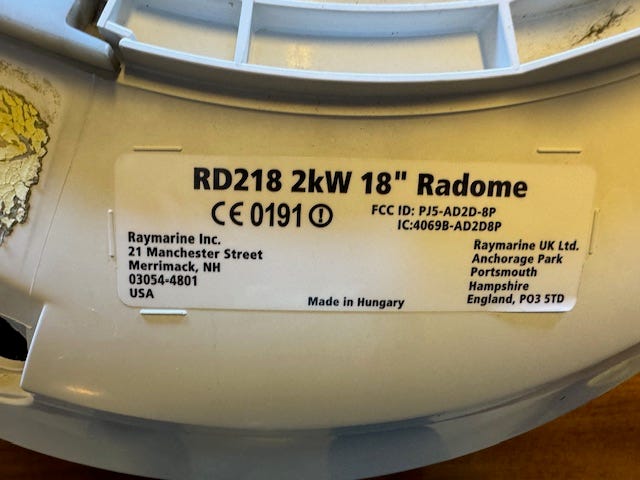 RD218 2kW 18" Radome
CE 0191
FCC ID: PJ5-AD2D-8P
IC:4069B-AD2D8P
Raymarine Inc.
21 Manchester Street
Merrimack, NH
03054-4801
USA
Made in Hungary
Raymarine UK Ltd.
Anchorage Park
Portsmouth
Hampshire
England, PO3 5TD